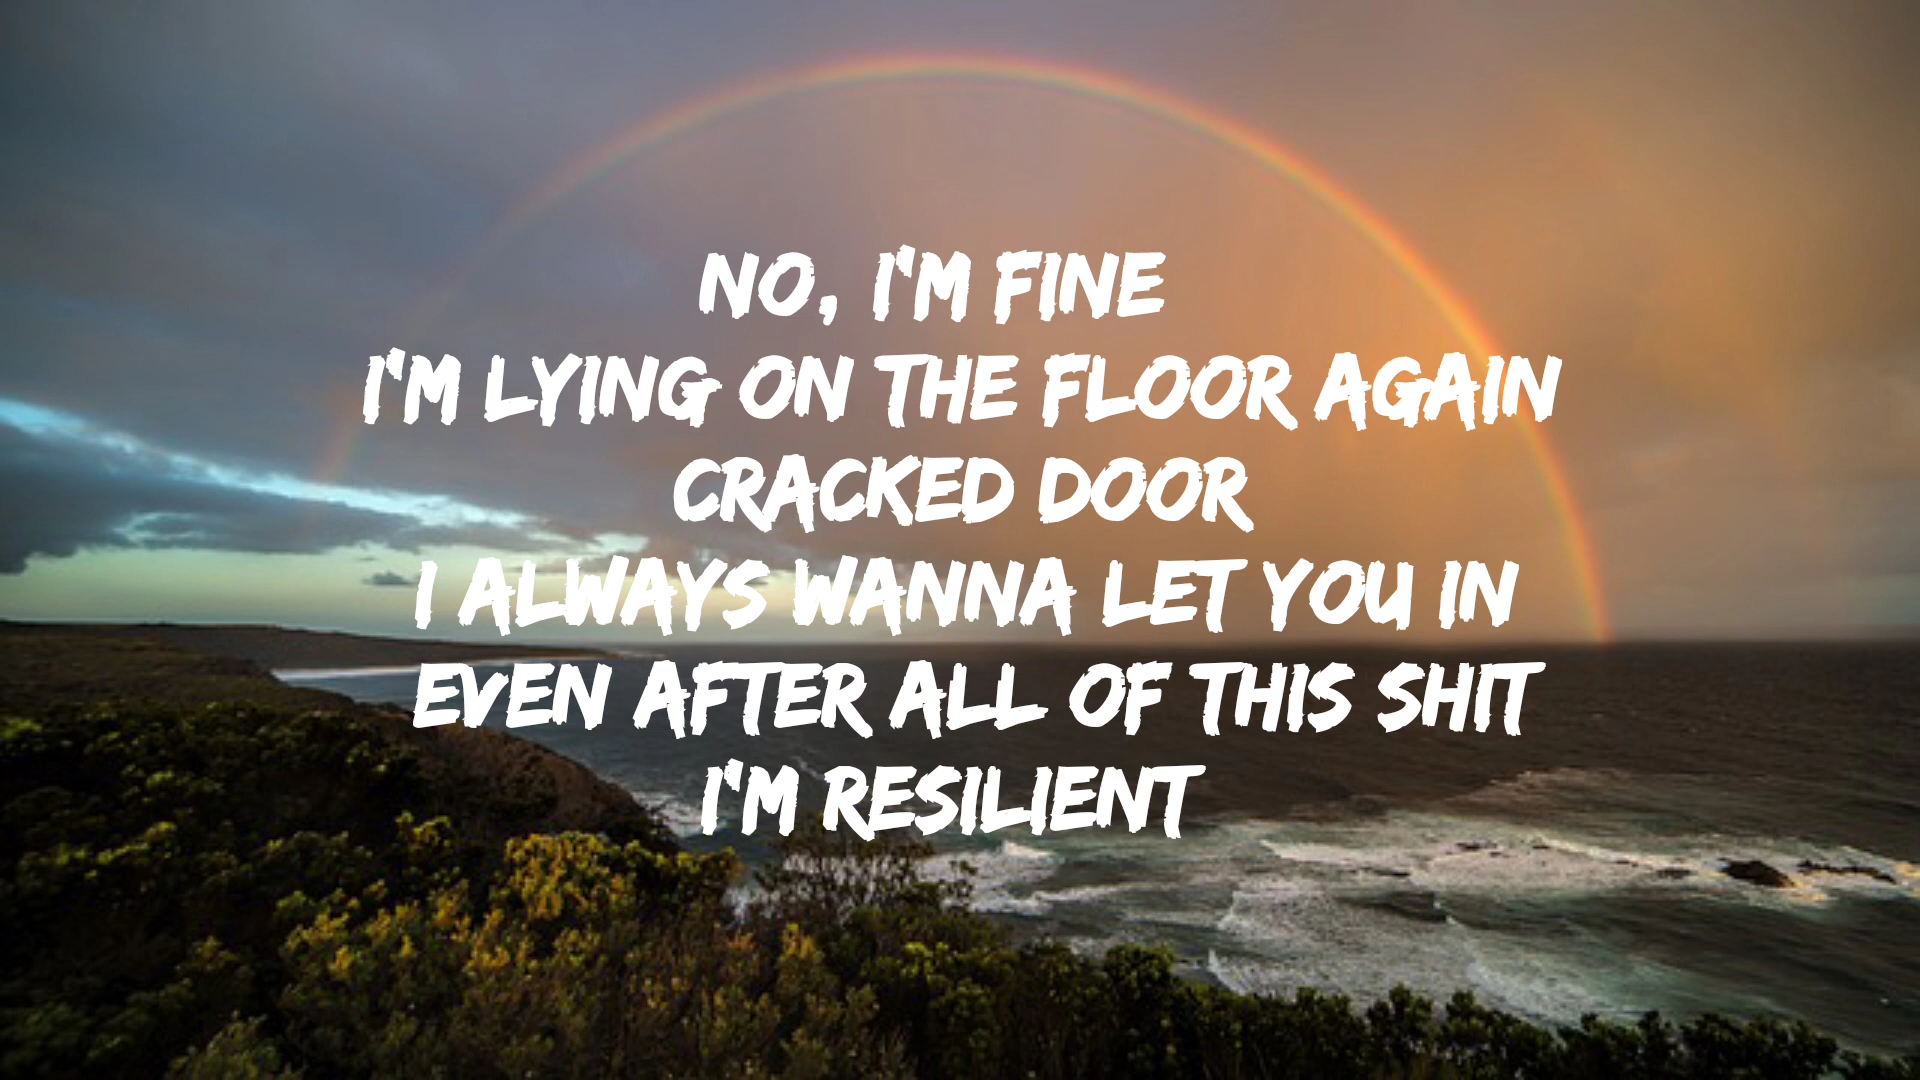 NO, I'M FINE
I'M LYING ON THE FLOOR AGAIN
CRACKED DOOR
I ALWAYS WANNA LET YOU IN
EVEN AFTER ALL OF THIS SHIT
I'M RESILIENT